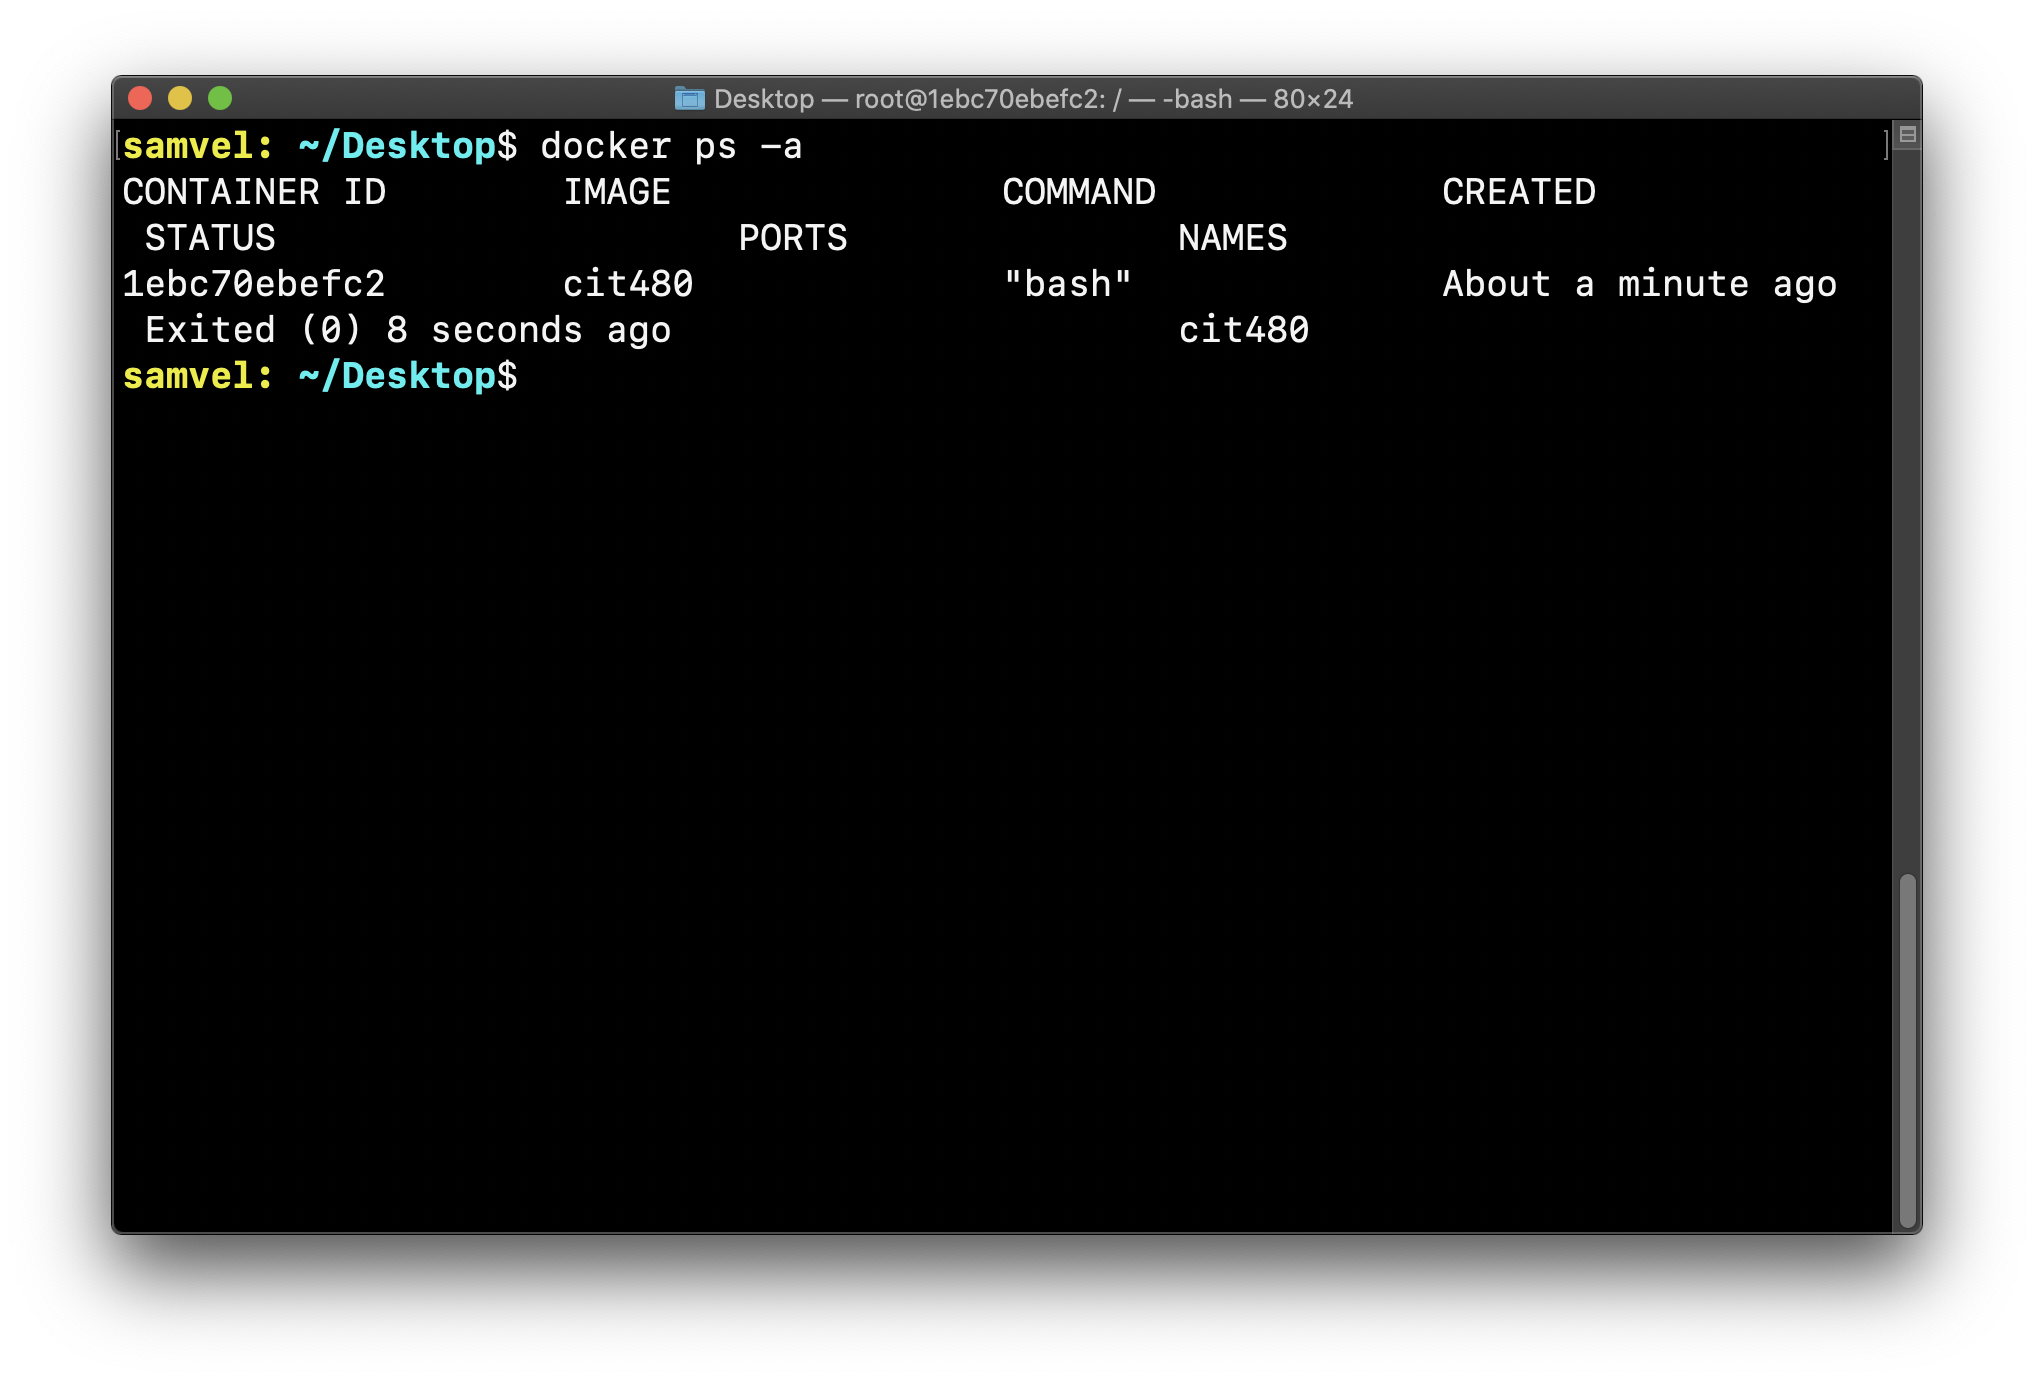 Desktop — root@1ebc70ebefc2: / — -bash — 80×24
samvel: ~/Desktop$ docker ps -a
CONTAINER ID        IMAGE               COMMAND             CREATED
 STATUS                     PORTS               NAMES
1ebc70ebefc2        cit480              "bash"              About a minute ago
 Exited (0) 8 seconds ago                       cit480
samvel: ~/Desktop$